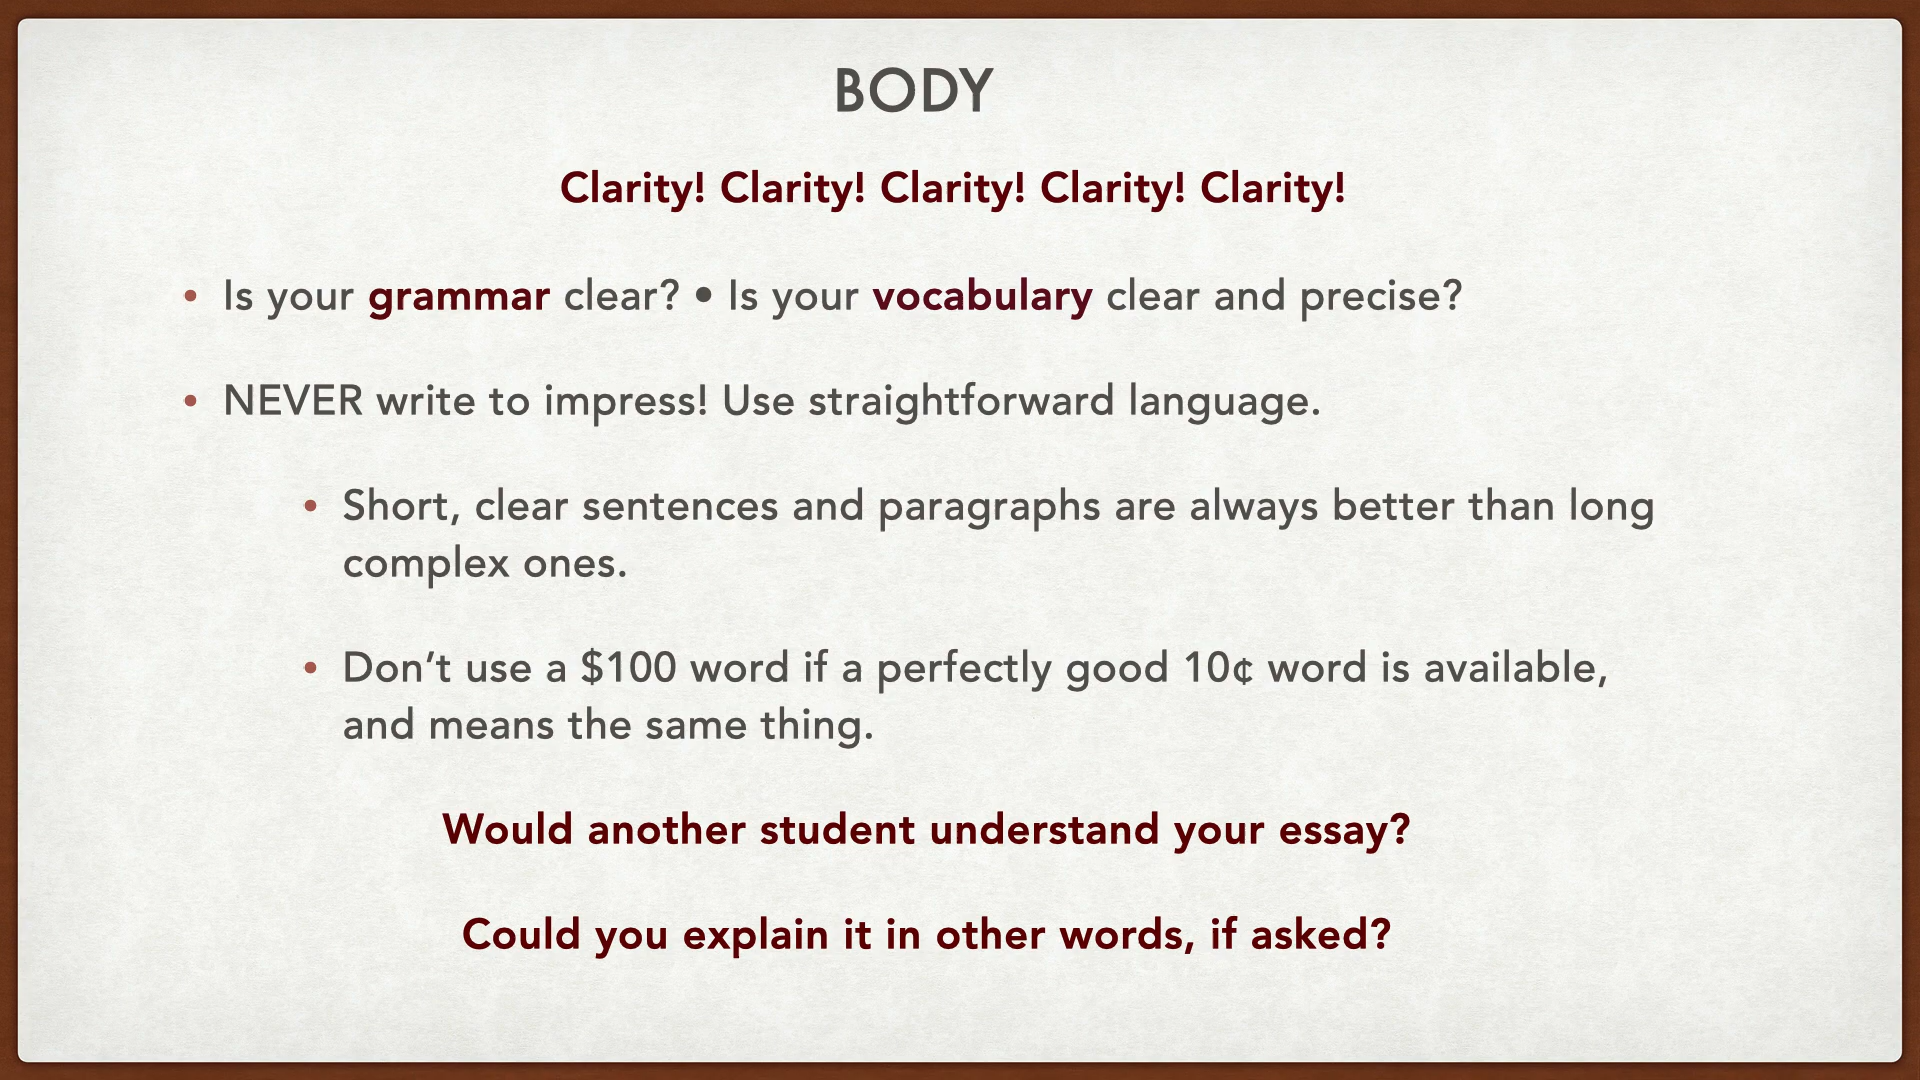 BODY
Clarity! Clarity! Clarity! Clarity! Clarity!
• Is your grammar clear? • Is your vocabulary clear and precise?
• NEVER write to impress! Use straightforward language.
• Short, clear sentences and paragraphs are always better than long
complex ones.
• Don’t use a $100 word if a perfectly good 10¢ word is available,
and means the same thing.
Would another student understand your essay?
Could you explain it in other words, if asked?